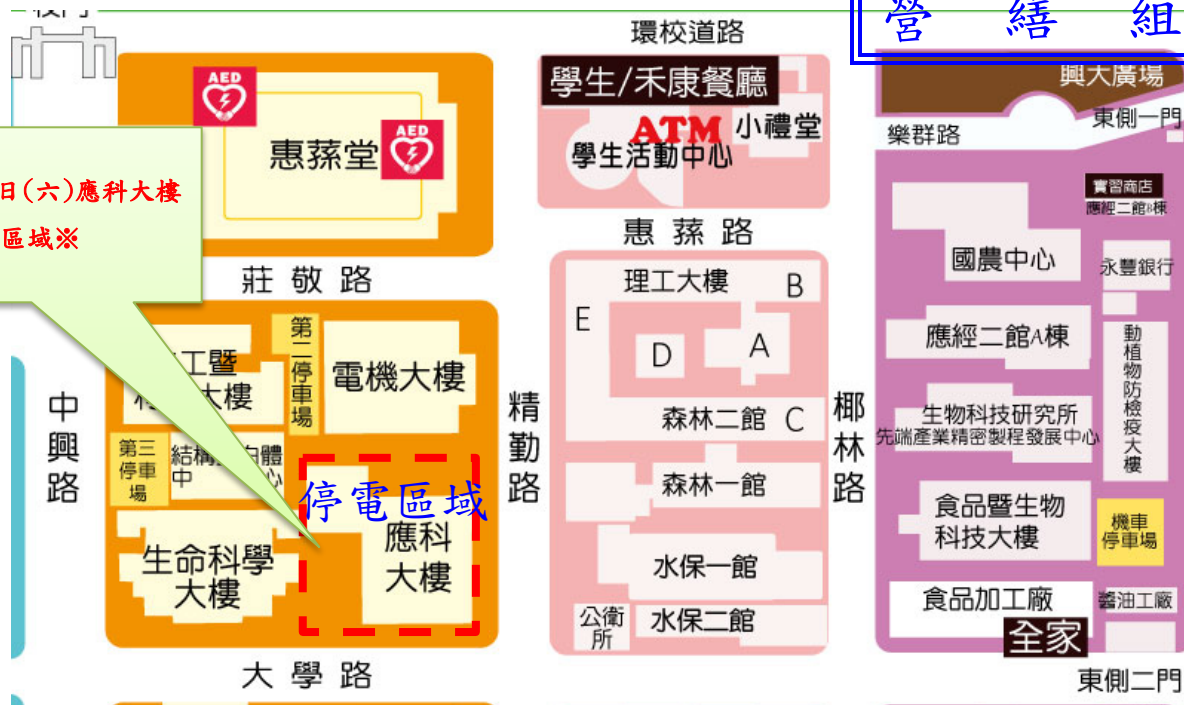 營繕組
環校道路
AED
AED
惠蓀堂
學生/禾康餐廳
ATM
小禮堂
學生活動中心
興大廣場
東側一門
樂群路
日(六)應科大樓
區域※
實習商店
應經二館B棟
惠蓀路
國農中心
永豐銀行
莊敬路
理工大樓
B
E
D
A
第二停車場
電機大樓
工暨
大樓
應經二館A棟
動植物防檢疫大樓
中興路
精勤路
椰林路
森林二館
C
生物科技研究所
先端產業精密製程發展中心
第三
停車
場
結構
體
中
心
停電區域
森林一館
食品暨生物
科技大樓
機車
停車場
應科
大樓
生命科學
大樓
水保一館
公衛
所
水保二館
食品加工廠
醬油工廠
全家
大學路
東側二門